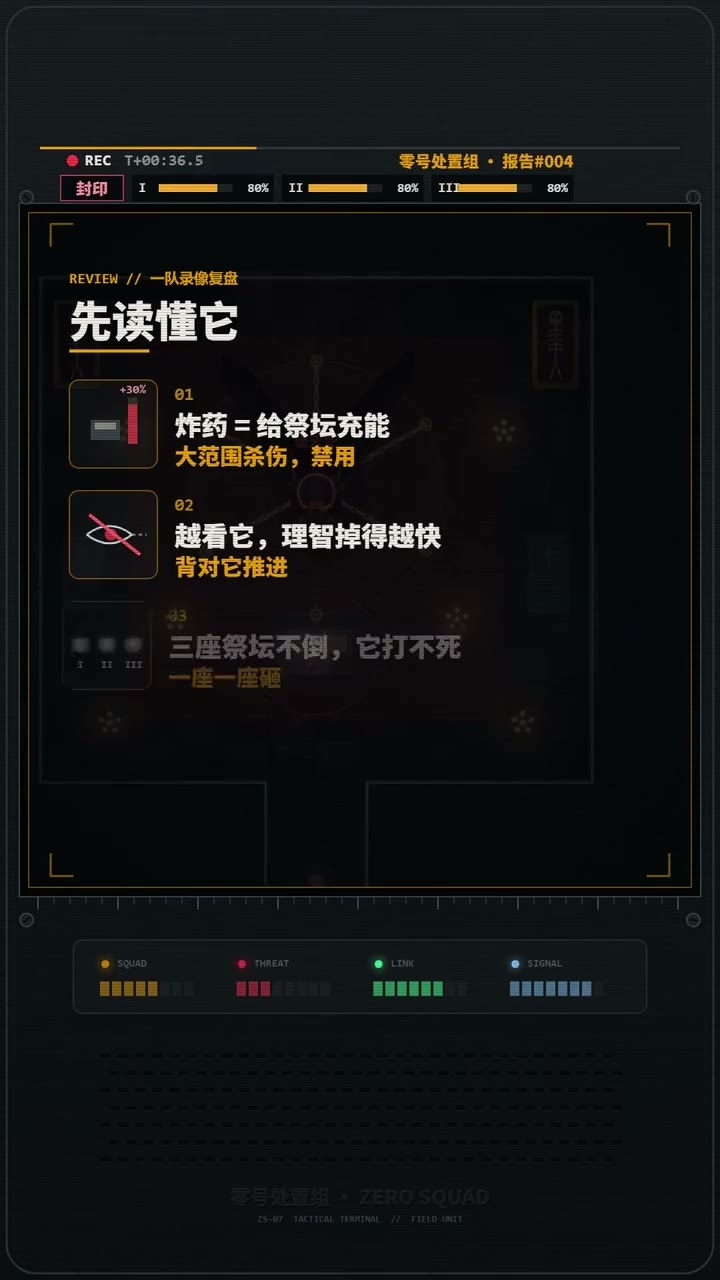 REC T+00:36.5 零号处置组 · 报告#004
封印 I 80% II 80% III 80%
REVIEW // 一队录像复盘
先读懂它
+30%
01
炸药 = 给祭坛充能
大范围杀伤，禁用
02
越看它，理智掉得越快
背对它推进
03
三座祭坛不倒，它打不死
一座一座砸
I II III
SQUAD THREAT LINK SIGNAL
零号处置组 · ZERO SQUAD
ZS-07 TACTICAL TERMINAL // FIELD UNIT